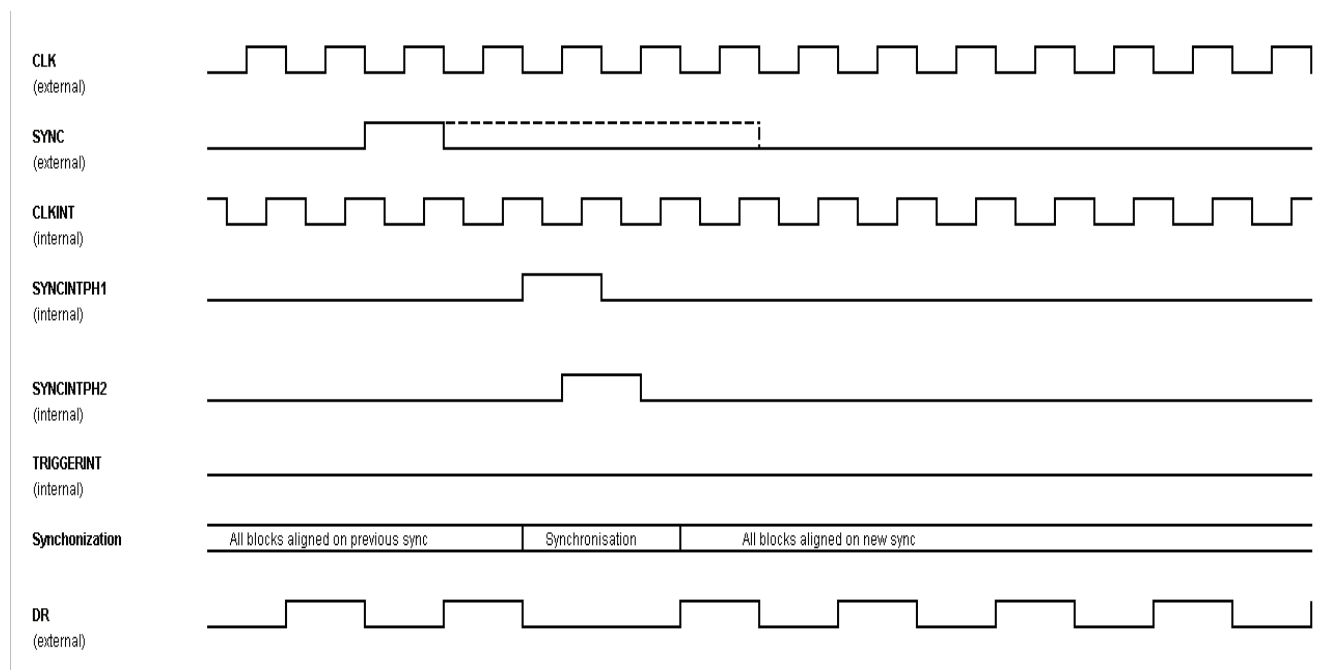 CLK
(external)
SYNC
(external)
CLKINT
(internal)
SYNCINTPH1
(internal)
SYNCINTPH2
(internal)
TRIGGERINT
(internal)
Synchonization
All blocks aligned on previous sync
Synchronisation
All blocks aligned on new sync
DR
(external)